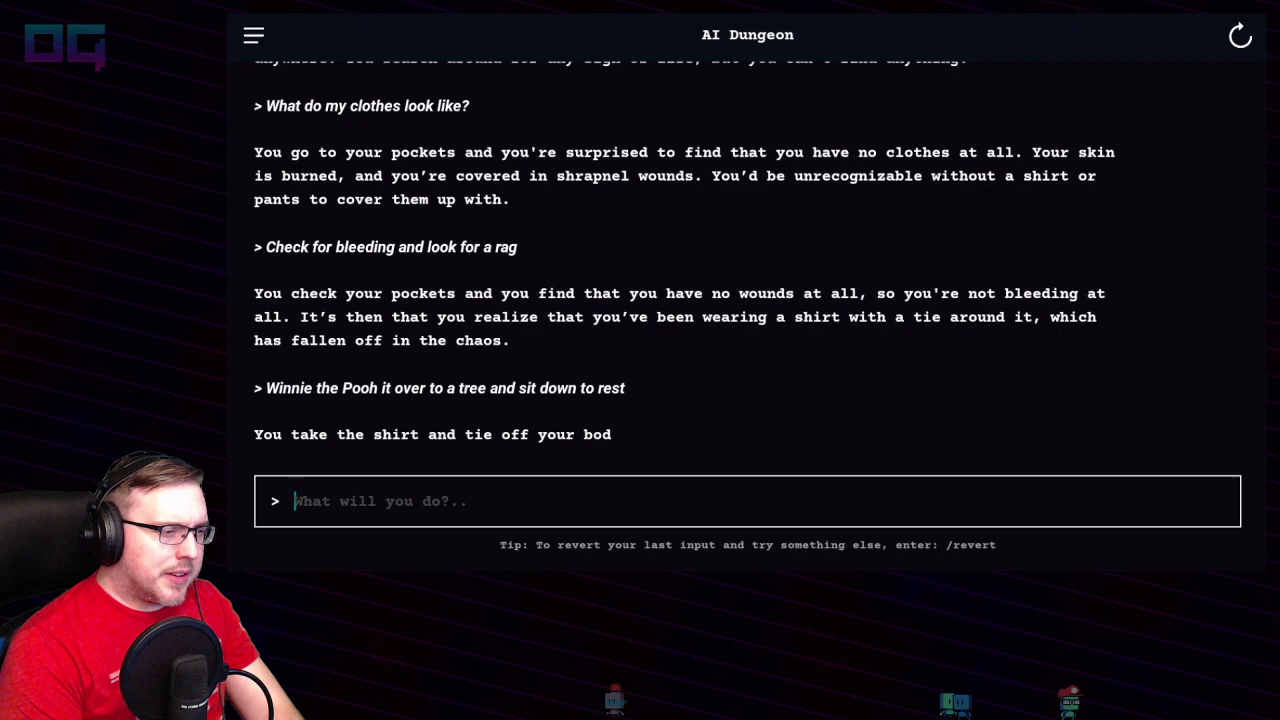 OG
AI Dungeon
> What do my clothes look like?
You go to your pockets and you're surprised to find that you have no clothes at all. Your skin
is burned, and you’re covered in shrapnel wounds. You’d be unrecognizable without a shirt or
pants to cover them up with.
> Check for bleeding and look for a rag
You check your pockets and you find that you have no wounds at all, so you're not bleeding at
all. It’s then that you realize that you’ve been wearing a shirt with a tie around it, which
has fallen off in the chaos.
> Winnie the Pooh it over to a tree and sit down to rest
You take the shirt and tie off your bod
> What will you do?..
Tip: To revert your last input and try something else, enter: /revert